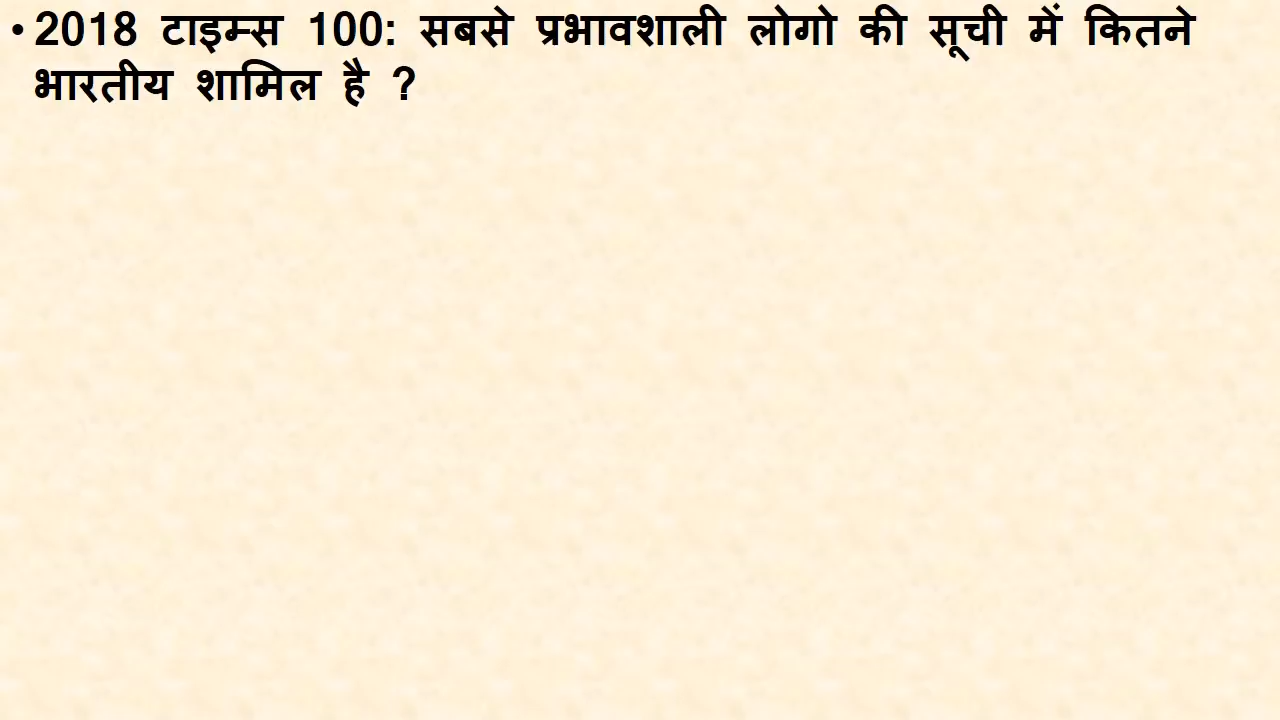 • 2018 टाइम्स 100: सबसे प्रभावशाली लोगो की सूची में कितने
भारतीय शामिल है ?